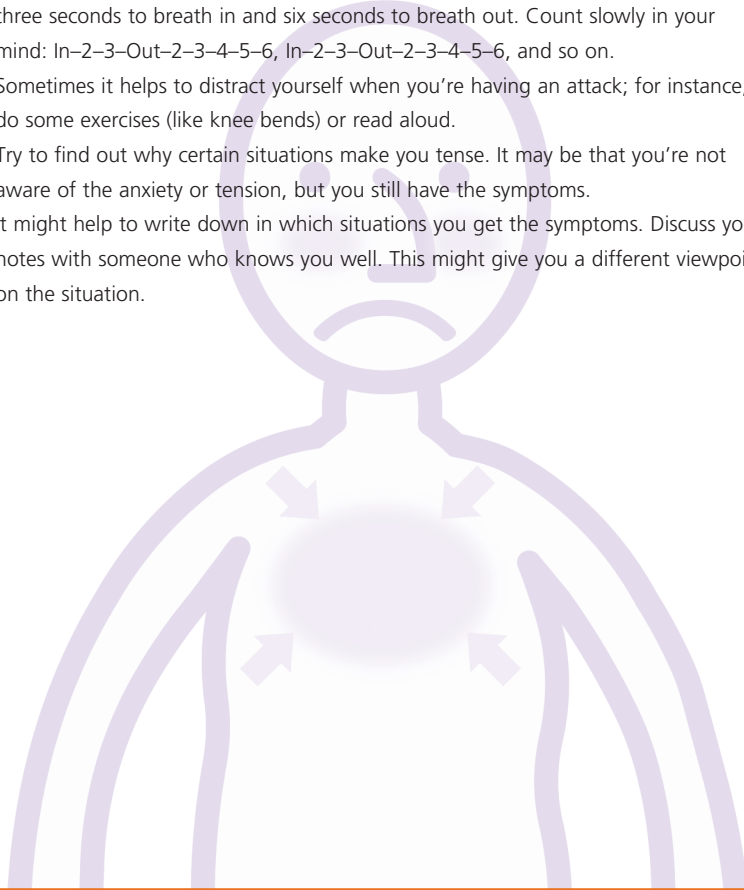 three seconds to breath in and six seconds to breath out. Count slowly in your
mind: In–2–3–Out–2–3–4–5–6, In–2–3–Out–2–3–4–5–6, and so on.
Sometimes it helps to distract yourself when you’re having an attack; for instance,
do some exercises (like knee bends) or read aloud.
Try to find out why certain situations make you tense. It may be that you’re not
aware of the anxiety or tension, but you still have the symptoms.
It might help to write down in which situations you get the symptoms. Discuss
notes with someone who knows you well. This might give you a different
on the situation.